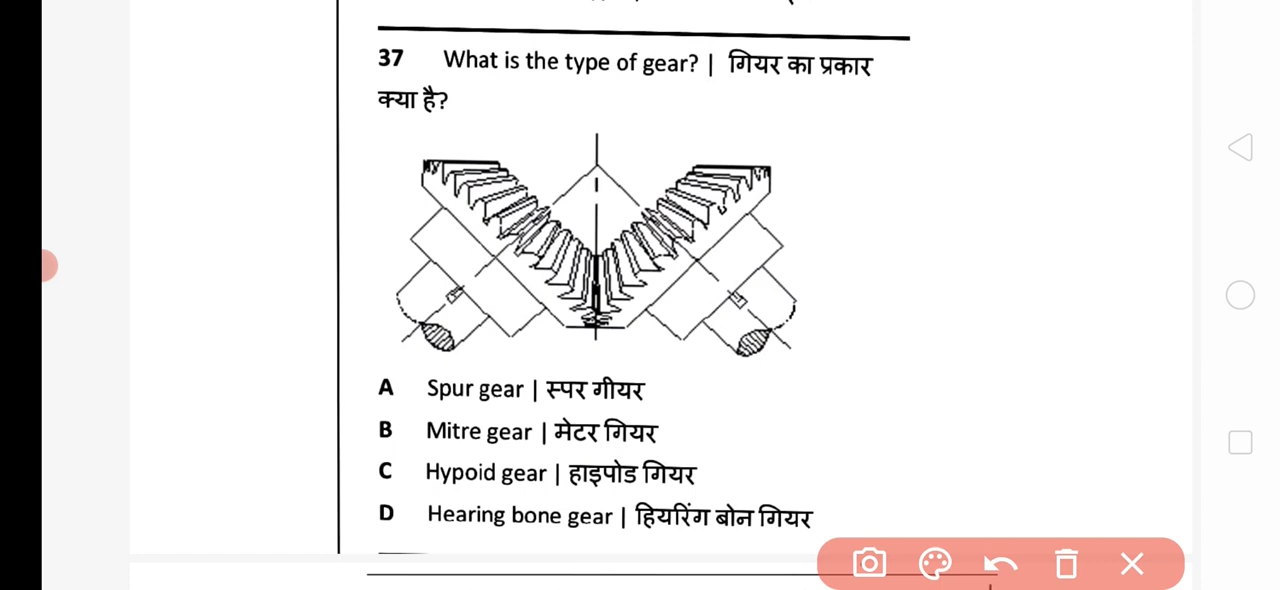 37 What is the type of gear? | गियर का प्रकार
क्या है?
A Spur gear | स्पर गीयर
B Mitre gear | मेटर गियर
C Hypoid gear | हाइपोड गियर
D Hearing bone gear | हियरिंग बोन गियर